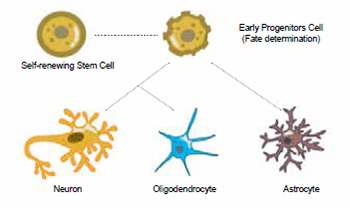 Early Progenitors Cell
(Fate determination)
Self-renewing Stem Cell
Neuron
Oligodendrocyte
Astrocyte